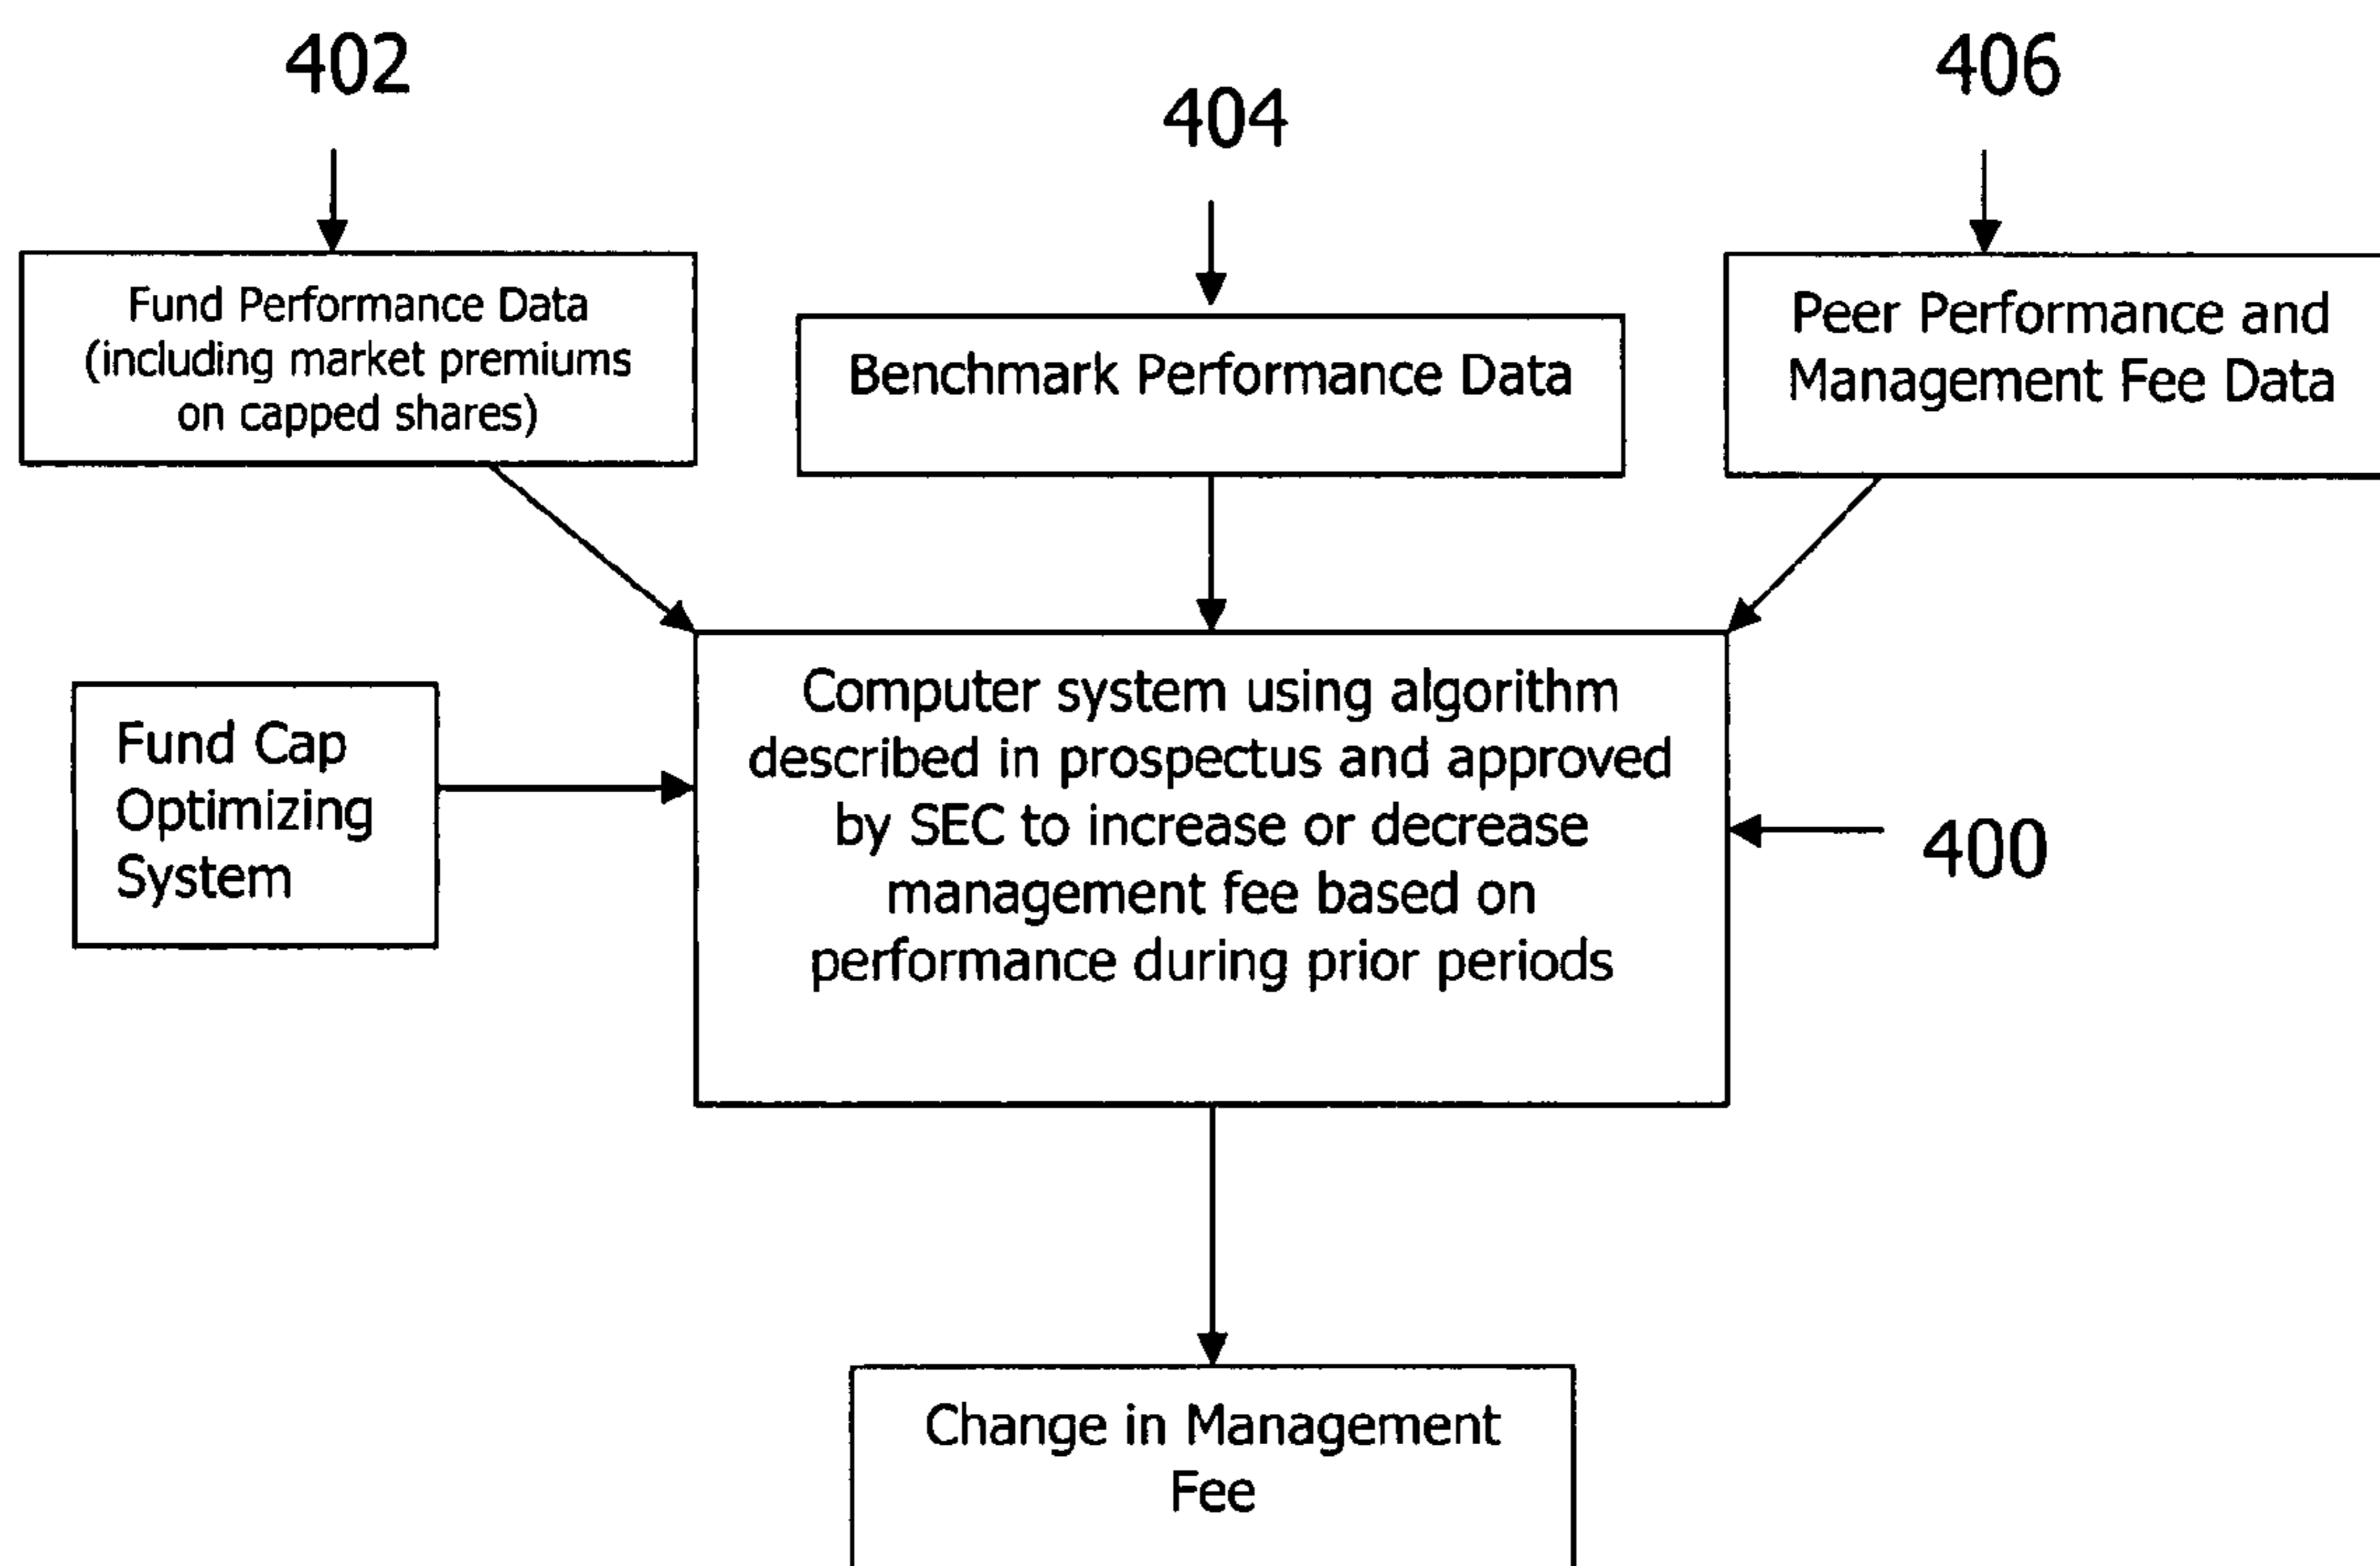 402
404
406
Fund Performance Data
(including market premiums
on capped shares)
Benchmark Performance Data
Peer Performance and
Management Fee Data
Fund Cap
Optimizing
System
Computer system using algorithm
described in prospectus and approved
by SEC to increase or decrease
management fee based on
performance during prior periods
400
Change in Management
Fee